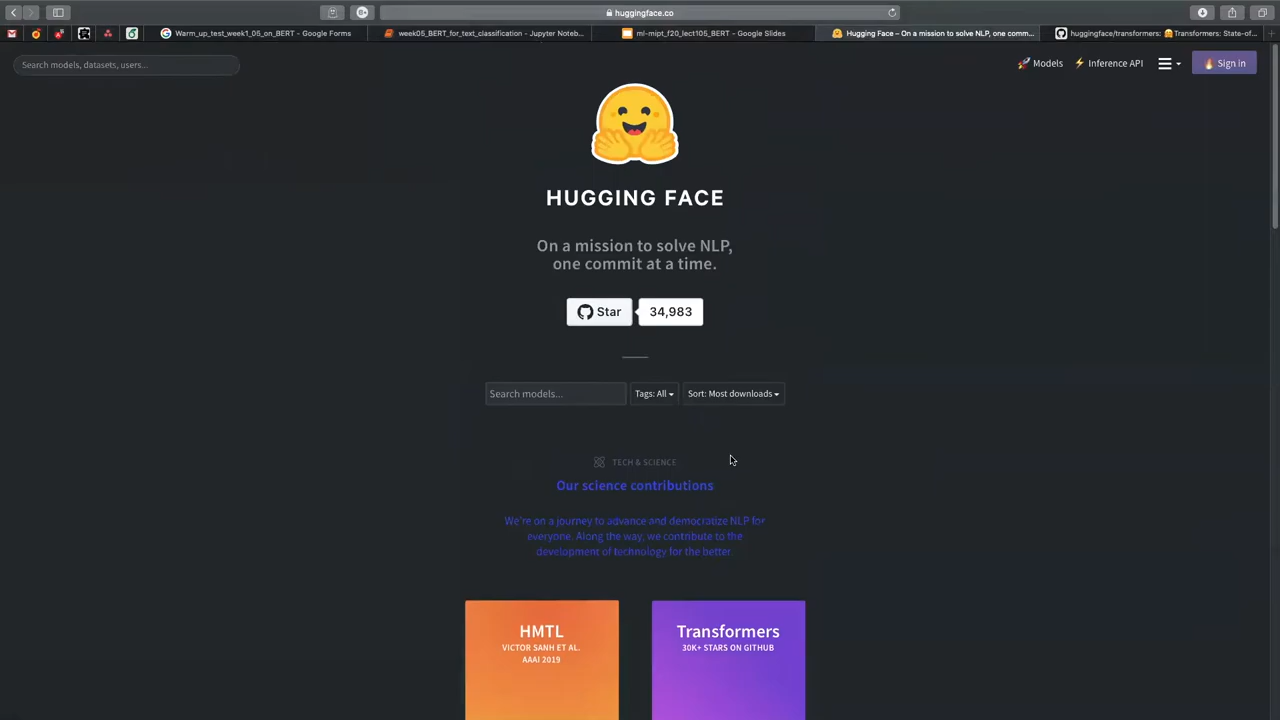 huggingface.co
Warm_up_test_week1_05_on_BERT - Google Forms
week05_BERT_for_text_classification - Jupyter Noteb...
ml-mipt_f20_lect105_BERT - Google Slides
Hugging Face – On a mission to solve NLP, one comm...
huggingface/transformers: 🤗Transformers: State-of...
Search models, datasets, users...
🚀 Models
⚡ Inference API
🔥 Sign in
HUGGING FACE
On a mission to solve NLP,
one commit at a time.
Star
34,983
Search models...
Tags: All
Sort: Most downloads
TECH & SCIENCE
Our science contributions
We're on a journey to advance and democratize NLP for
everyone. Along the way, we contribute to the
development of technology for the better.
HMTL
VICTOR SANH ET AL.
AAAI 2019
Transformers
30K+ STARS ON GITHUB